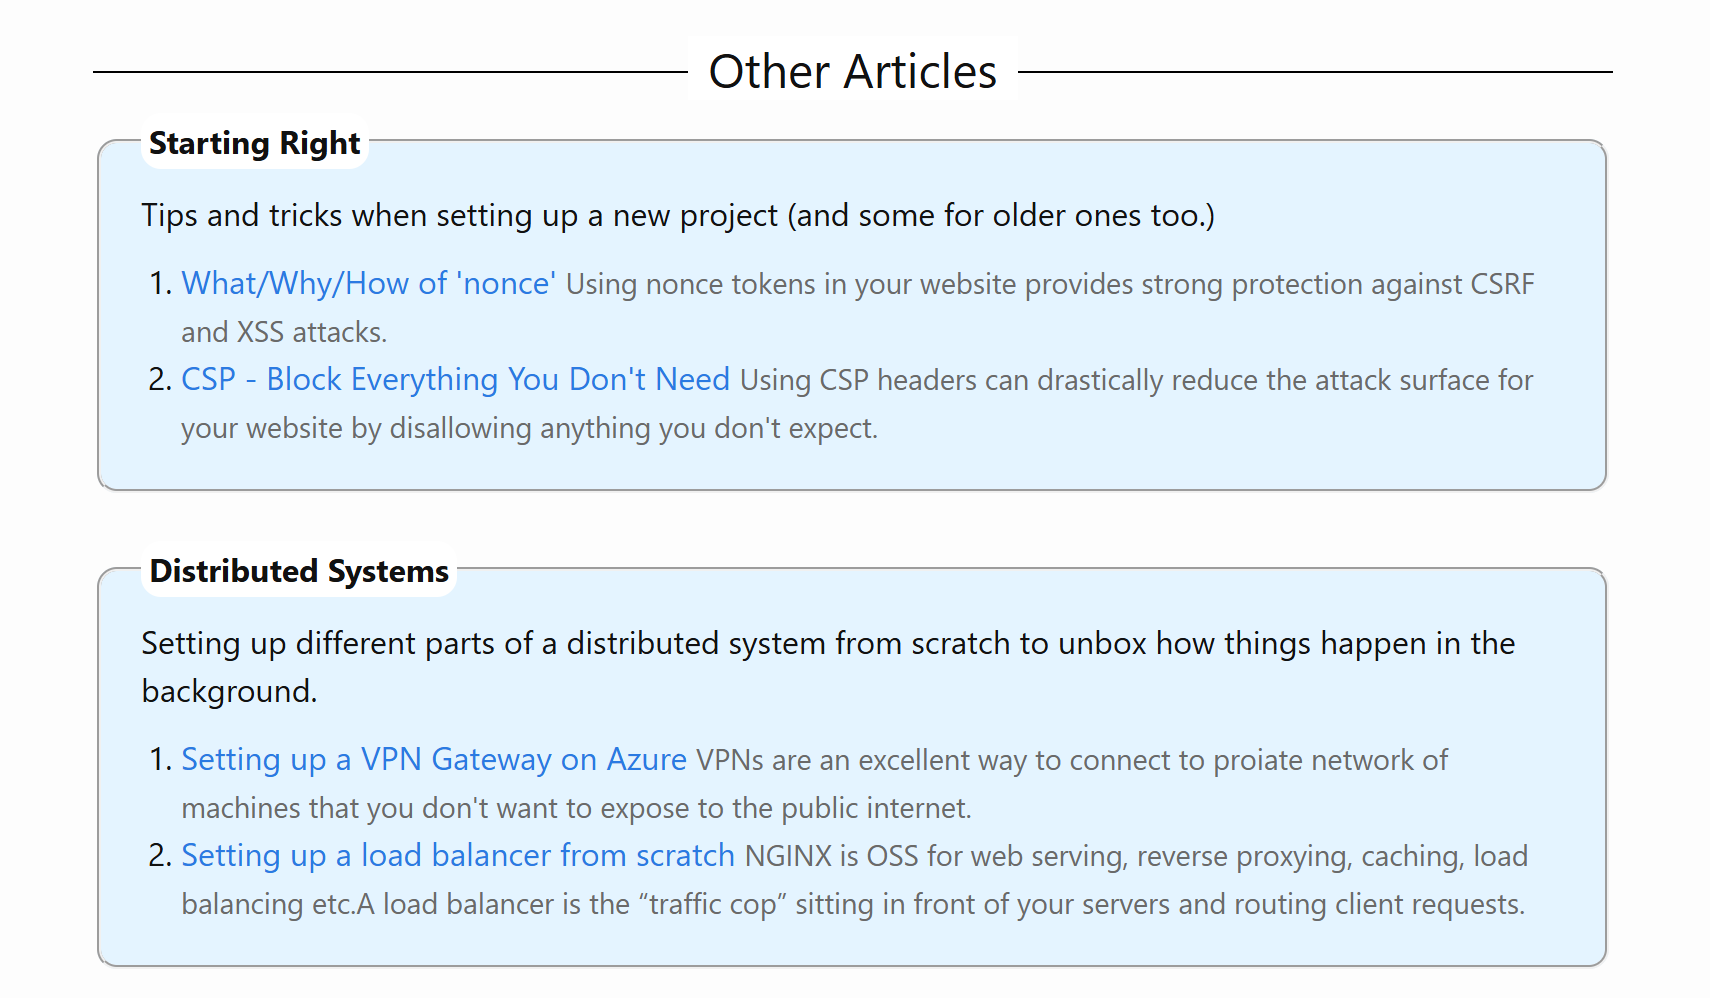 Other Articles
Starting Right
Tips and tricks when setting up a new project (and some for older ones too.)
1. What/Why/How of 'nonce' Using nonce tokens in your website provides strong protection against CSRF
and XSS attacks.
2. CSP - Block Everything You Don't Need Using CSP headers can drastically reduce the attack surface for
your website by disallowing anything you don't expect.
Distributed Systems
Setting up different parts of a distributed system from scratch to unbox how things happen in the
background.
1. Setting up a VPN Gateway on Azure VPNs are an excellent way to connect to proiate network of
machines that you don't want to expose to the public internet.
2. Setting up a load balancer from scratch NGINX is OSS for web serving, reverse proxying, caching, load
balancing etc.A load balancer is the “traffic cop” sitting in front of your servers and routing client requests.